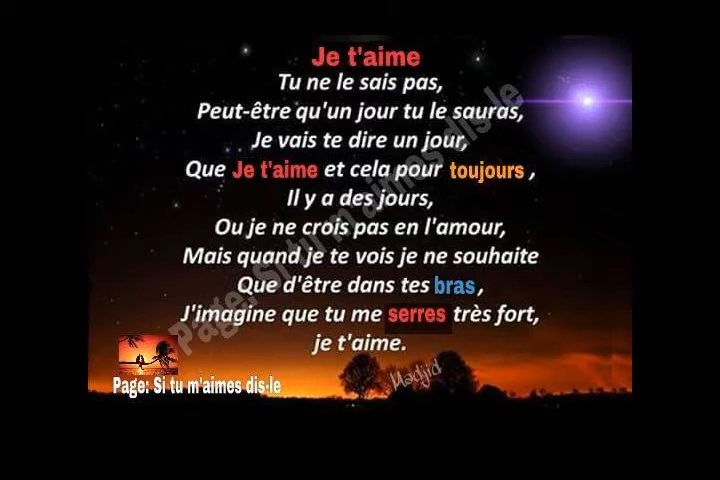 Je t'aime
Tu ne le sais pas,
Peut-être qu'un jour tu le sauras,
Je vais te dire un jour,
Que Je t'aime et cela pour toujours ,
Il y a des jours,
Ou je ne crois pas en l'amour,
Mais quand je te vois je ne souhaite
Que d'être dans tes bras ,
J'imagine que tu me serres très fort,
je t'aime.
Page: Si tu m'aimes dis-le
Madjid
Page: Si tu m'aimes dis-le